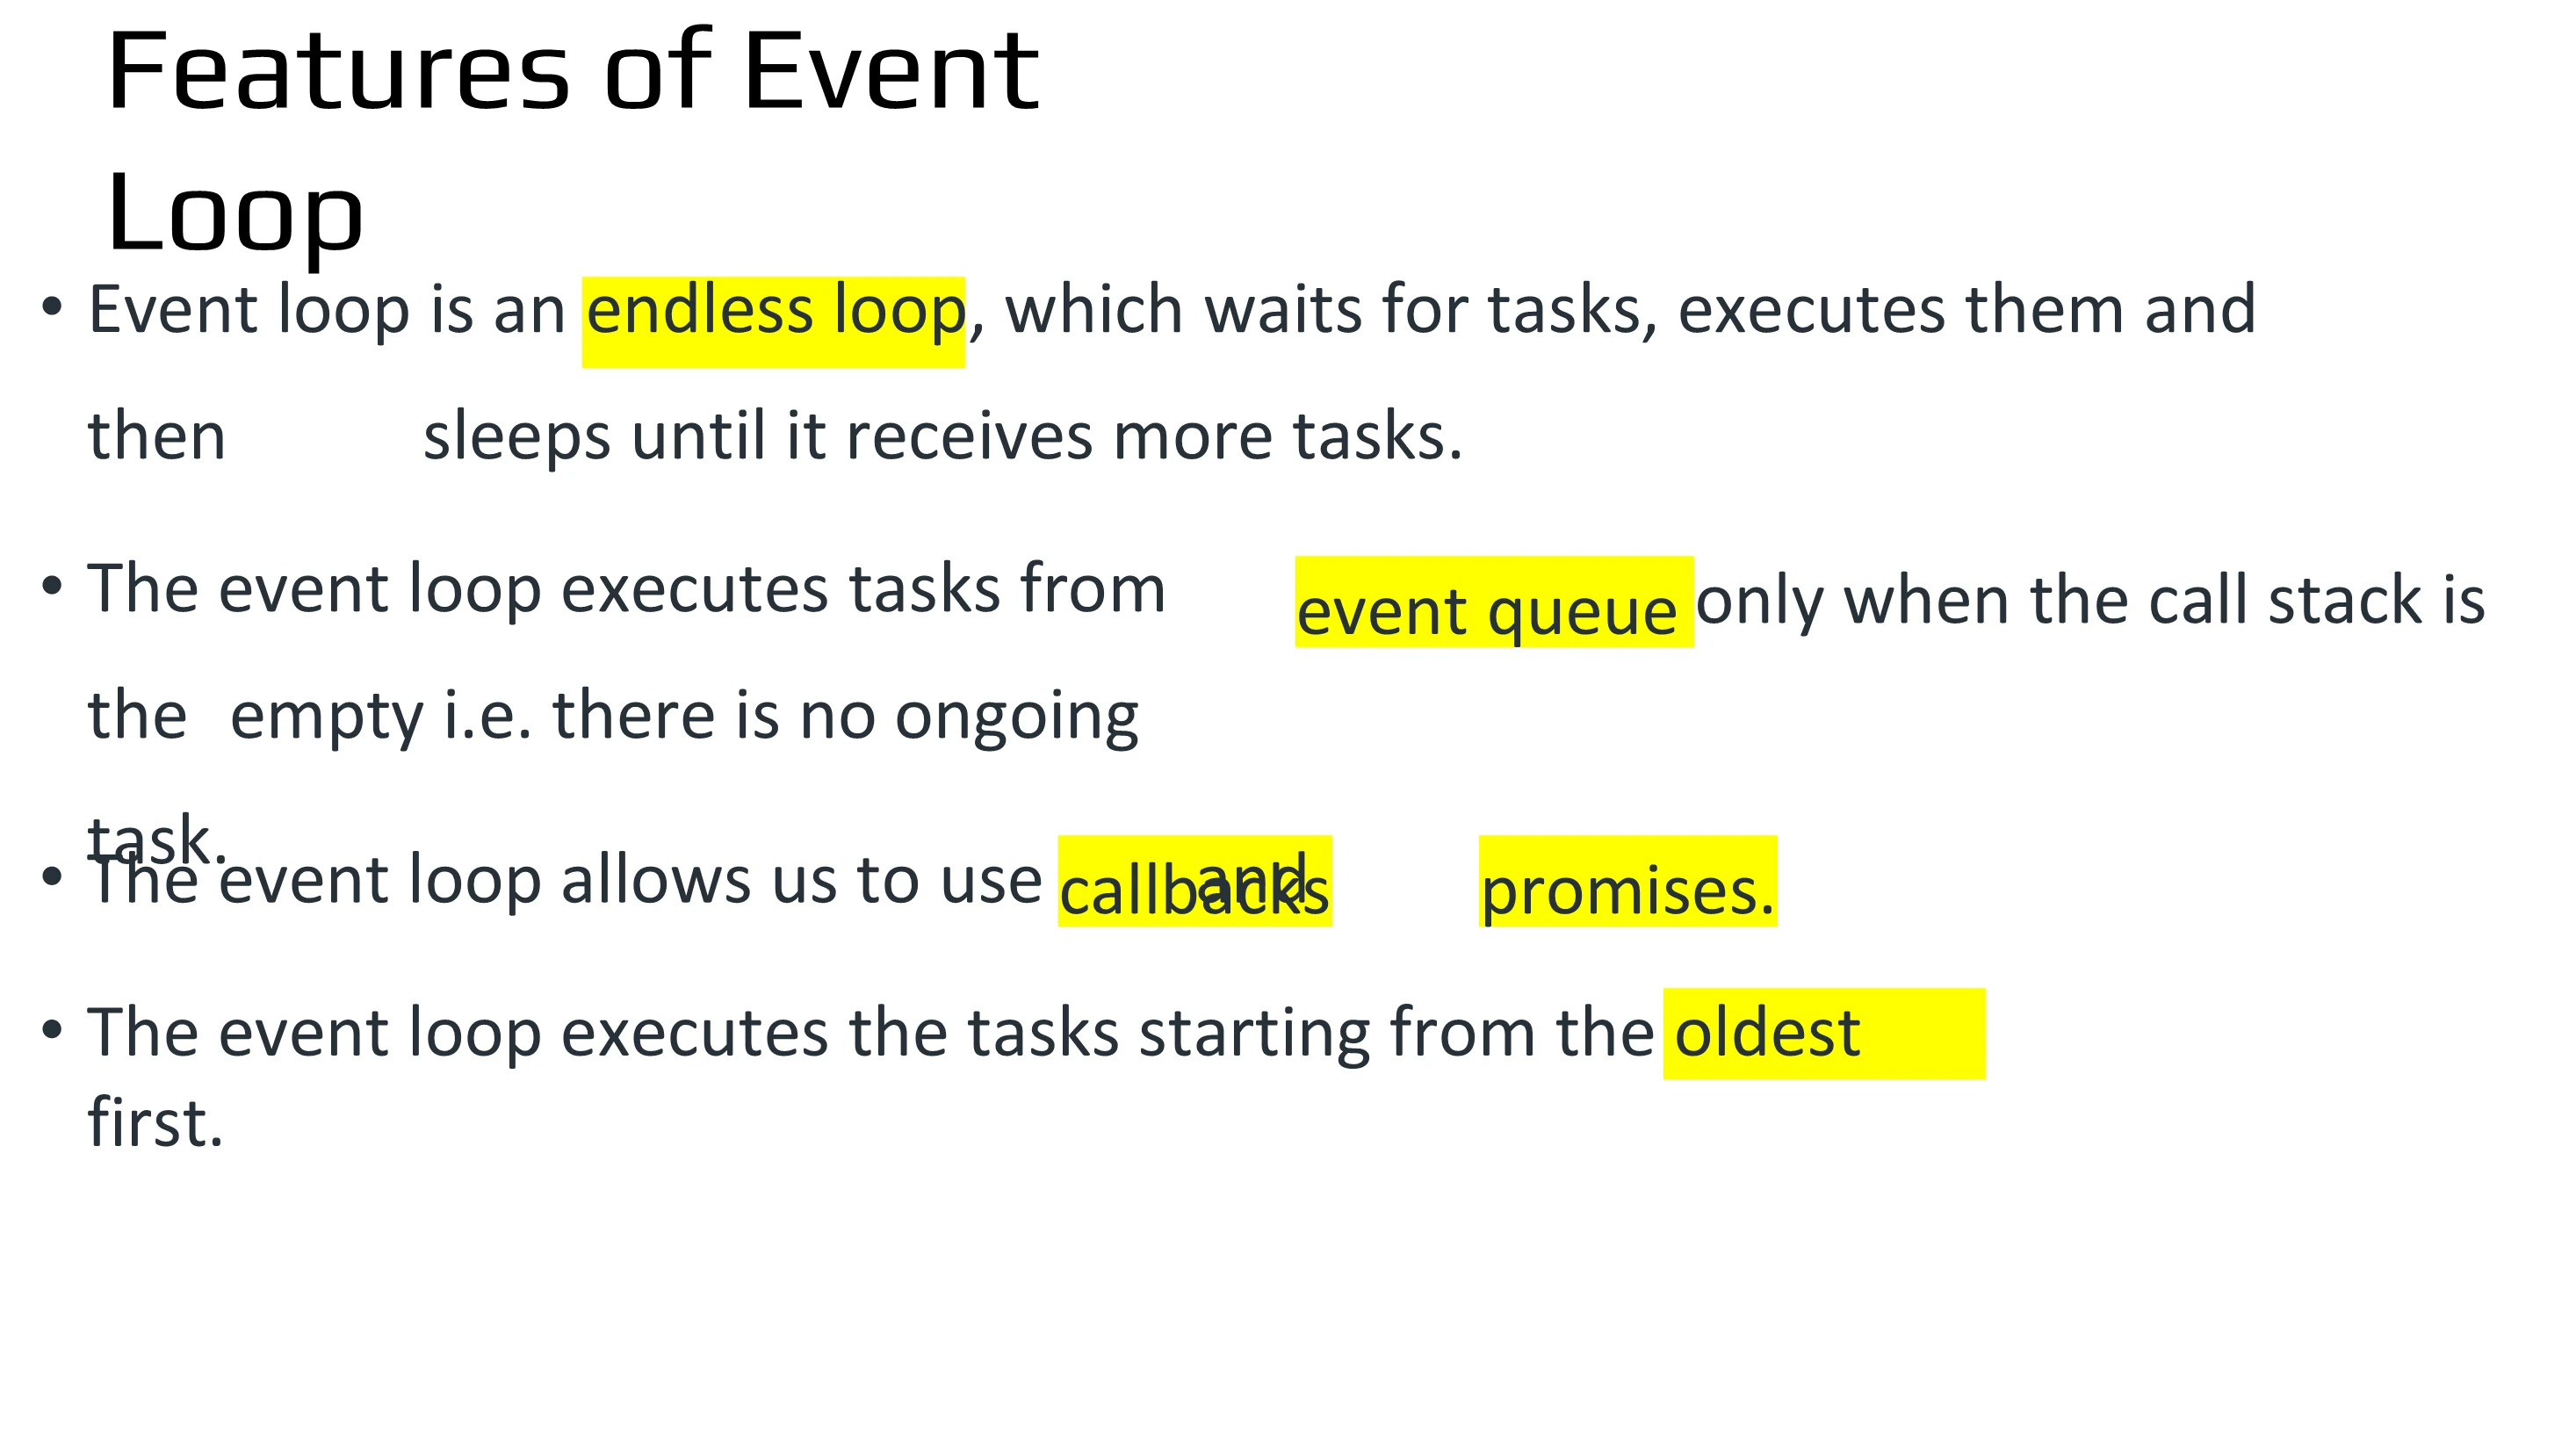 Features of Event
Loop
• Event loop is an endless loop, which waits for tasks, executes them and
then sleeps until it receives more tasks.
• The event loop executes tasks from event queue only when the call stack is
the empty i.e. there is no ongoing
task.
• The event loop allows us to use callbacks and promises.
• The event loop executes the tasks starting from the oldest
first.